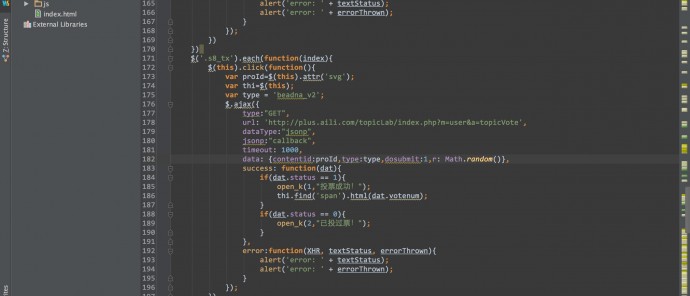 js
index.html
External Libraries
Z: Structure
165 alert('error: ' + textStatus);
166 alert('error: ' + errorThrown);
167 }
168 });
169 })
170 })
171 $('.s8_tx').each(function(index){
172 $(this).click(function(){
173 var proId=$(this).attr('svg');
174 var thi=$(this);
175 var type = 'beadna_v2';
176 $.ajax({
177 type:"GET",
178 url: 'http://plus.aili.com/topicLab/index.php?m=user&a=topicVote',
179 dataType:"jsonp",
180 jsonp:"callback",
181 timeout: 1000,
182 data: {contentid:proId,type:type,dosubmit:1,r: Math.random()},
183 success: function(dat){
184 if(dat.status == 1){
185 open_k(1,"投票成功！");
186 thi.find('span').html(dat.votenum);
187 }
188 if(dat.status == 0){
189 open_k(2,"已投过票！");
190 }
191 },
192 error:function(XHR, textStatus, errorThrown){
193 alert('error: ' + textStatus);
194 alert('error: ' + errorThrown);
195 }
196 });
197